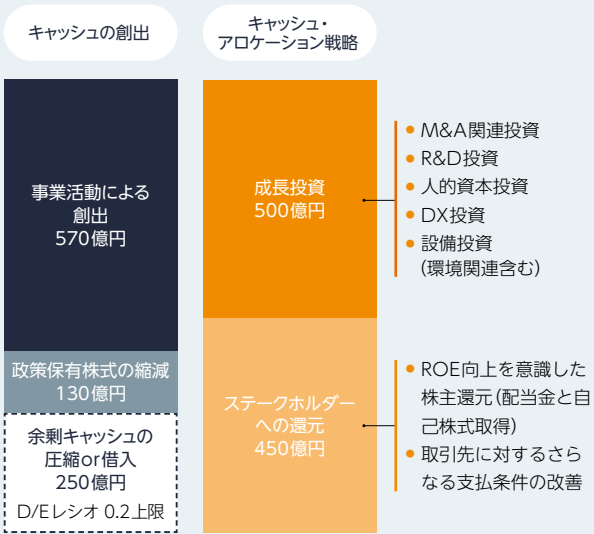 キャッシュの創出
キャッシュ・
アロケーション戦略
事業活動による
創出
570億円
政策保有株式の縮減
130億円
余剰キャッシュの
圧縮or借入
250億円
D/Eレシオ 0.2上限
成長投資
500億円
ステークホルダー
への還元
450億円
● M&A関連投資
● R&D投資
● 人的資本投資
● DX投資
● 設備投資
(環境関連含む)
● ROE向上を意識した
株主還元(配当金と自
己株式取得)
● 取引先に対するさら
なる支払条件の改善